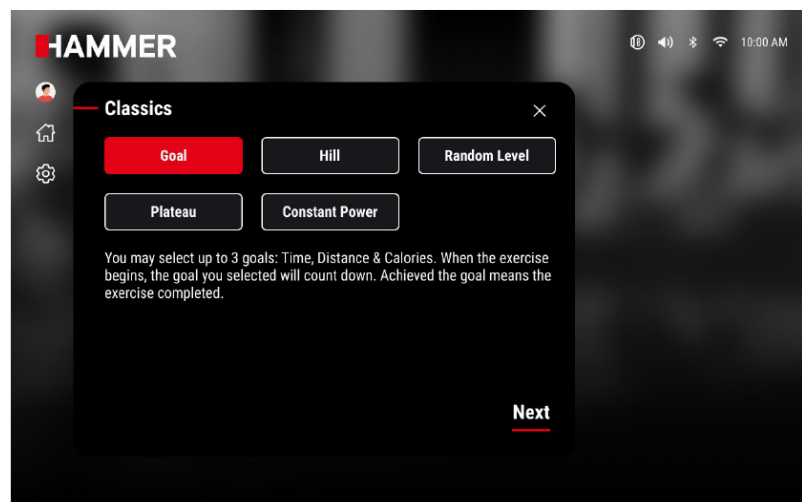 HAMMER
10:00 AM
Classics
Goal
Hill
Random Level
Plateau
Constant Power
You may select up to 3 goals: Time, Distance & Calories. When the exercise
begins, the goal you selected will count down. Achieved the goal means the
exercise completed.
Next